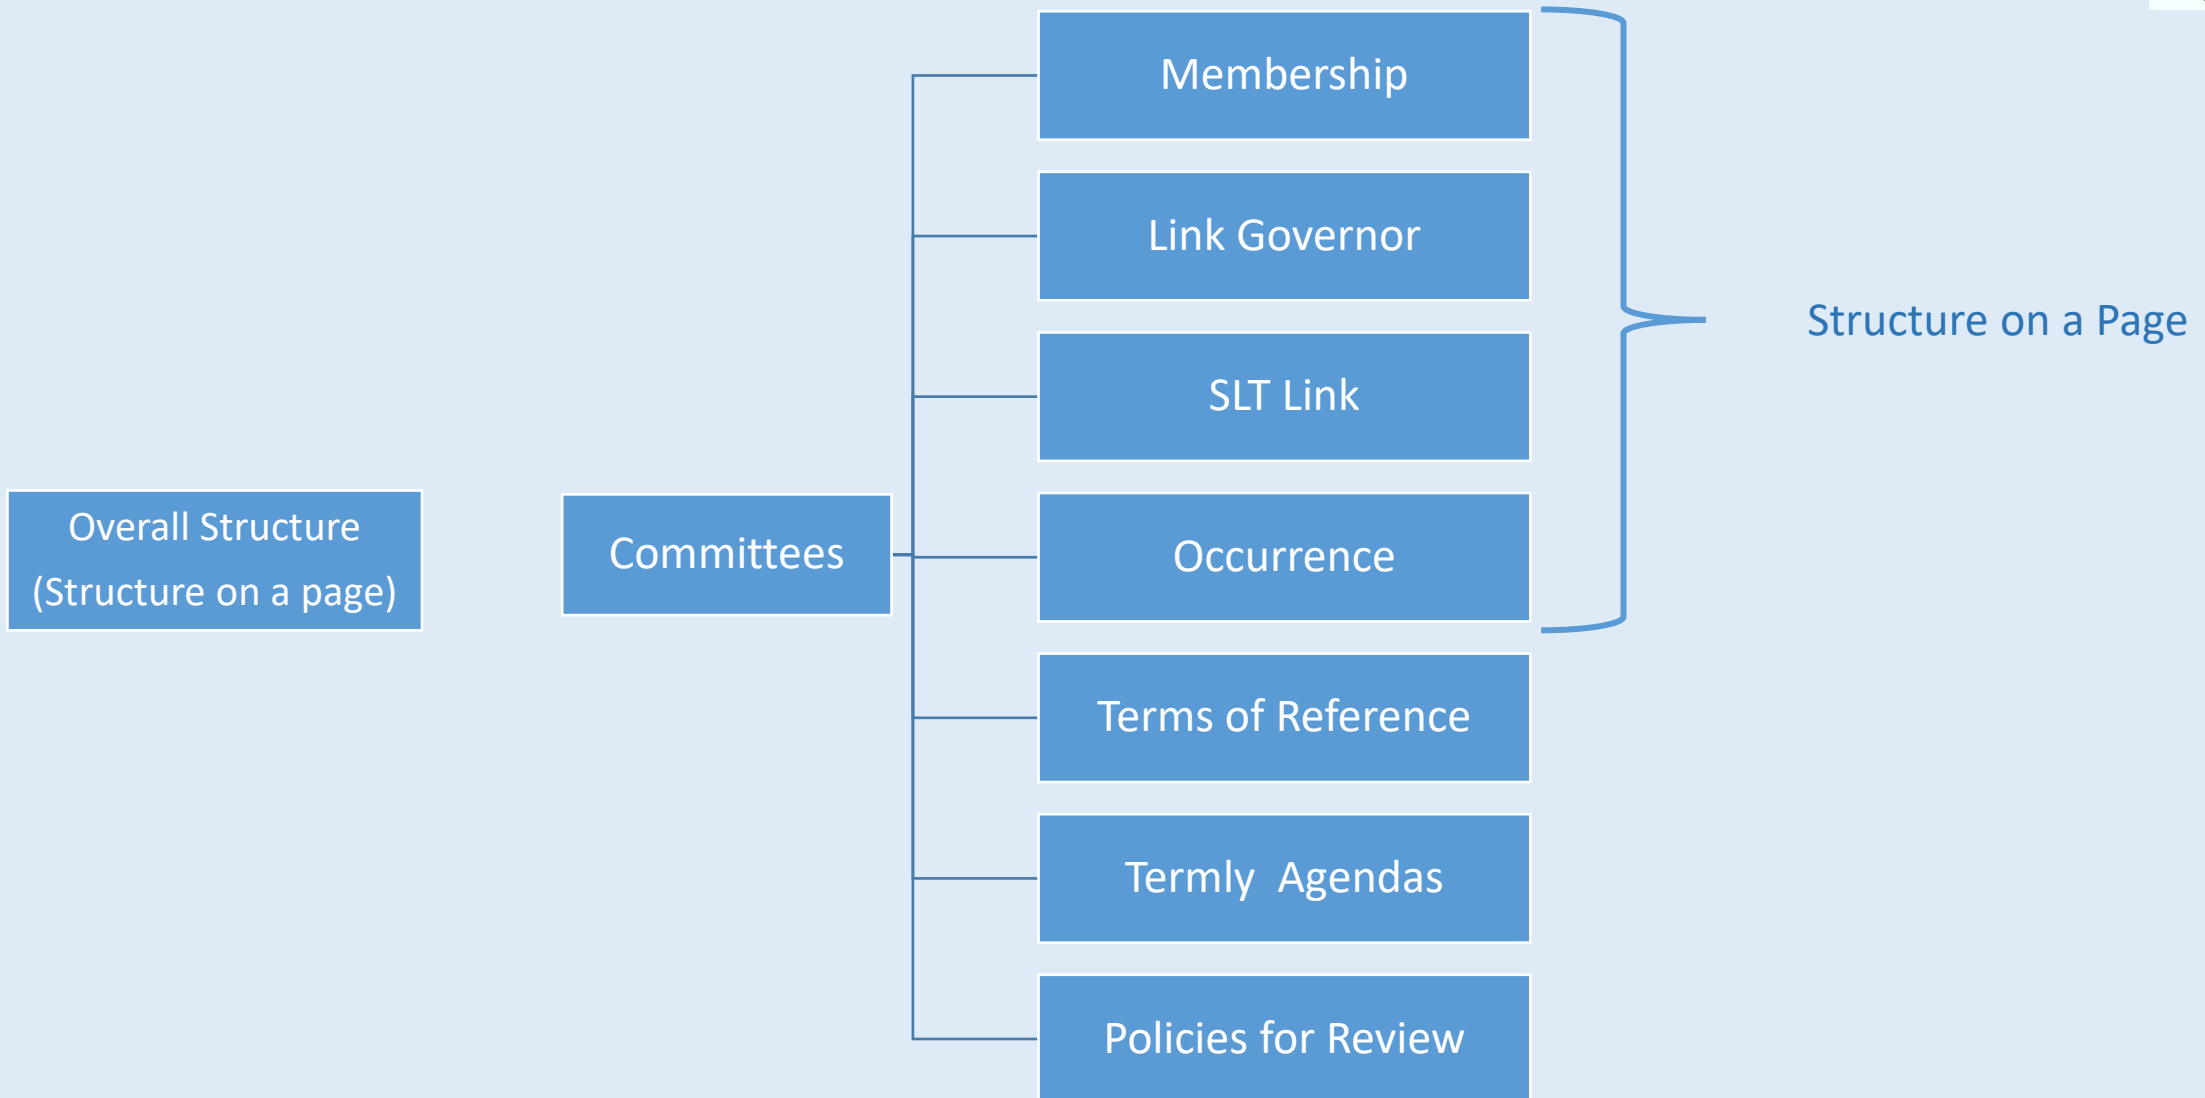 Overall Structure
(Structure on a page)
Committees
Membership
Link Governor
SLT Link
Occurrence
Terms of Reference
Termly  Agendas
Policies for Review
Structure on a Page